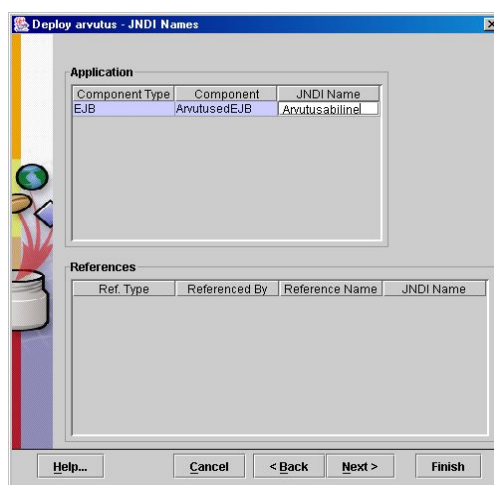 Deploy arvutus - JNDI Names
Application
Component Type Component JNDI Name
EJB ArvutusedEJB Arvutusabiline
References
Ref. Type Referenced By Reference Name JNDI Name
Help... Cancel < Back Next > Finish